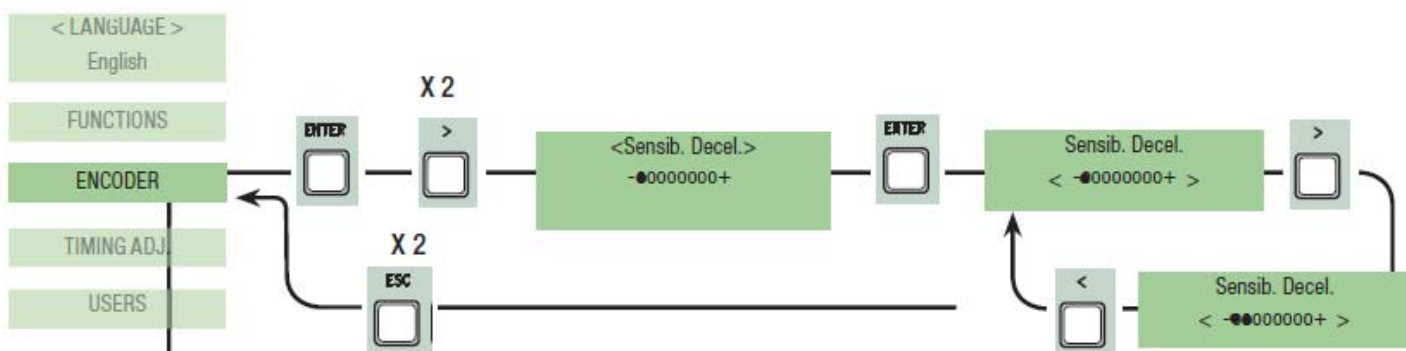 < LANGUAGE >
English
FUNCTIONS
ENCODER
TIMING ADJ.
USERS
ENTER
X 2
>
<Sensib. Decel.>
-●0000000+
ENTER
Sensib. Decel.
< -●0000000+ >
>
X 2
ESC
<
Sensib. Decel.
< -●●000000+ >